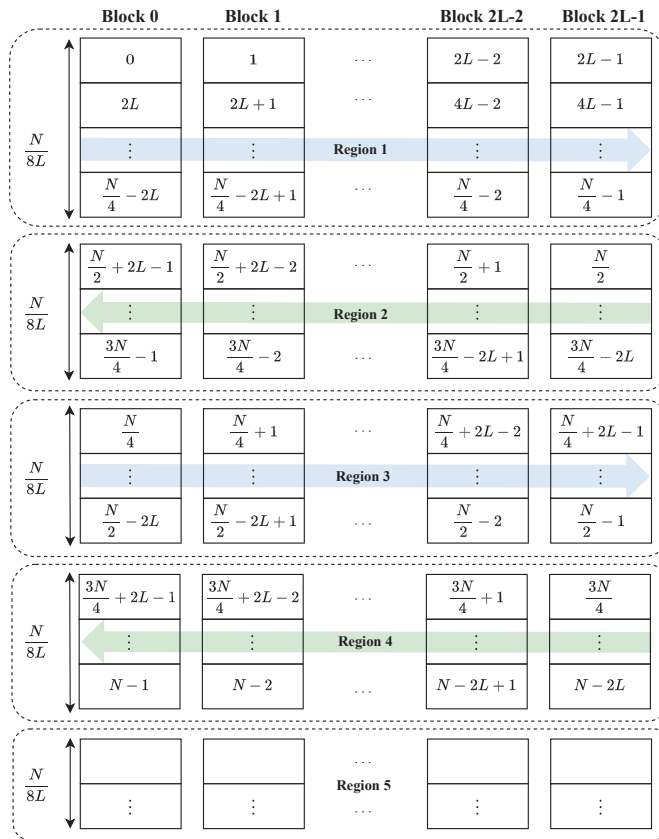 Block 0 Block 1 Block 2L-2 Block 2L-1
0 1 ... 2L − 2 2L − 1
2L 2L + 1 ... 4L − 2 4L − 1
N/8L ⋮ ⋮ Region 1 ⋮ ⋮
N/4 − 2L N/4 − 2L + 1 ... N/4 − 2 N/4 − 1
N/2 + 2L − 1 N/2 + 2L − 2 ... N/2 + 1 N/2
N/8L ⋮ ⋮ Region 2 ⋮ ⋮
3N/4 − 1 3N/4 − 2 ... 3N/4 − 2L + 1 3N/4 − 2L
N/4 N/4 + 1 ... N/4 + 2L − 2 N/4 + 2L − 1
N/8L ⋮ ⋮ Region 3 ⋮ ⋮
N/2 − 2L N/2 − 2L + 1 ... N/2 − 2 N/2 − 1
3N/4 + 2L − 1 3N/4 + 2L − 2 ... 3N/4 + 1 3N/4
N/8L ⋮ ⋮ Region 4 ⋮ ⋮
N − 1 N − 2 ... N − 2L + 1 N − 2L
...
N/8L Region 5
⋮ ⋮ ... ⋮ ⋮